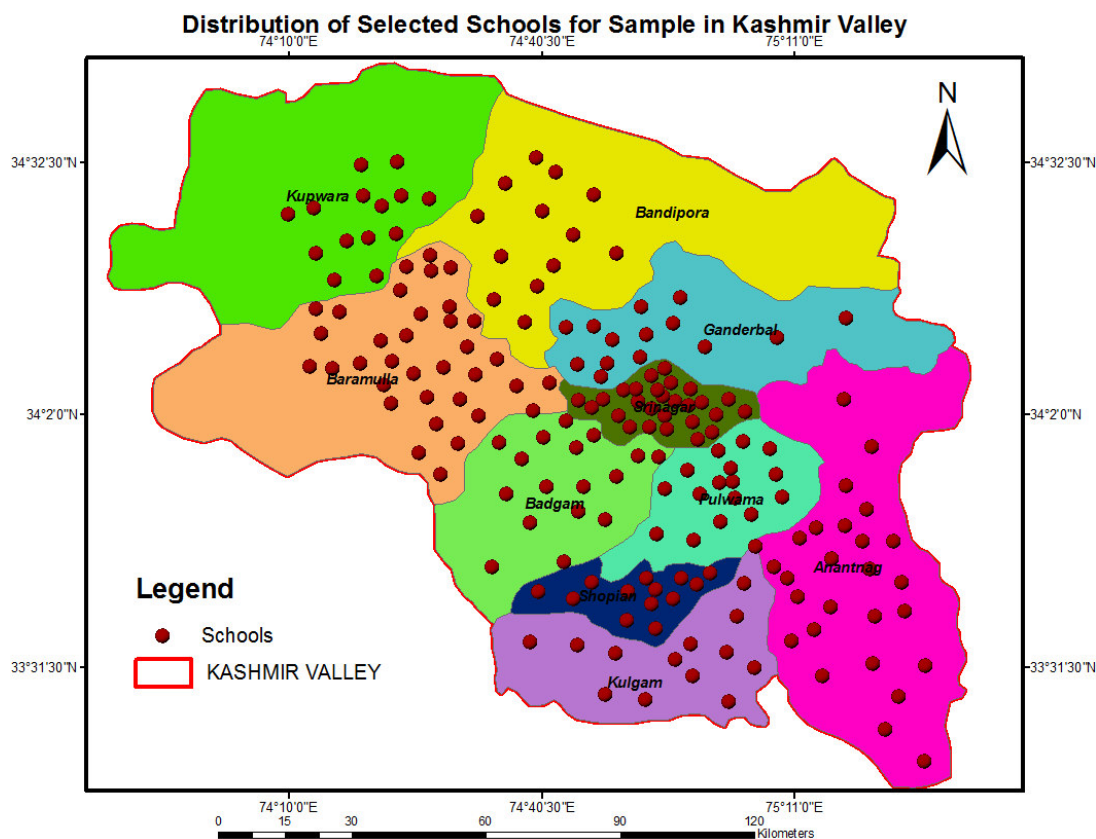 Distribution of Selected Schools for Sample in Kashmir Valley
74°10'0"E 74°40'30"E 75°11'0"E
N
34°32'30"N 34°32'30"N
Kupwara
Bandipora
Ganderbal
Baramulla
Srinagar
34°2'0"N 34°2'0"N
Badgam
Pulwama
Anantnag
Legend
Shopian
Schools
33°31'30"N 33°31'30"N
KASHMIR VALLEY
Kulgam
74°10'0"E 74°40'30"E 75°11'0"E
0 15 30 60 90 120
Kilometers